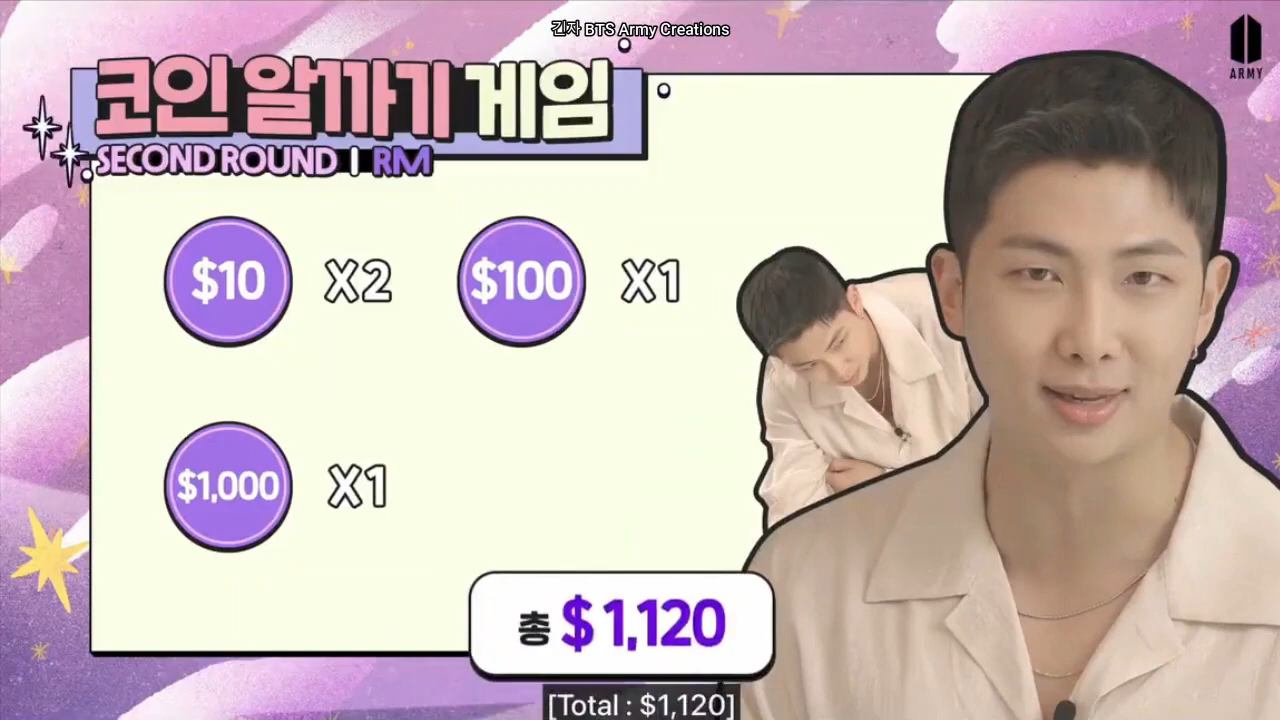 긴자 BTS Army Creations
ARMY
코인 알까기 게임
SECOND ROUND | RM
$10 X2 $100 X1
$1,000 X1
총 $1,120
[Total : $1,120]